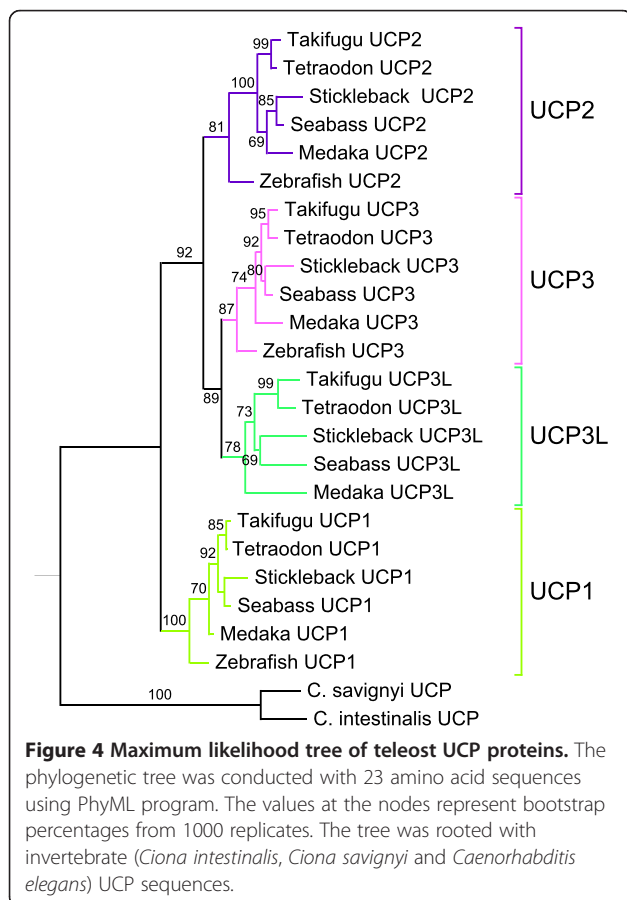 99 Takifugu UCP2
Tetraodon UCP2
100
85 Stickleback UCP2
Seabass UCP2
69
Medaka UCP2
81
Zebrafish UCP2
UCP2
95 Takifugu UCP3
Tetraodon UCP3
92
Stickleback UCP3
80
74
Seabass UCP3
87
Medaka UCP3
Zebrafish UCP3
UCP3
92
89
99 Takifugu UCP3L
Tetraodon UCP3L
73
Stickleback UCP3L
78
69
Seabass UCP3L
Medaka UCP3L
UCP3L
85 Takifugu UCP1
Tetraodon UCP1
92
Stickleback UCP1
70
Seabass UCP1
100
Medaka UCP1
Zebrafish UCP1
UCP1
100
C. savignyi UCP
C. intestinalis UCP
Figure 4 Maximum likelihood tree of teleost UCP proteins. The
phylogenetic tree was conducted with 23 amino acid sequences
using PhyML program. The values at the nodes represent bootstrap
percentages from 1000 replicates. The tree was rooted with
invertebrate (Ciona intestinalis, Ciona savignyi and Caenorhabditis
elegans) UCP sequences.